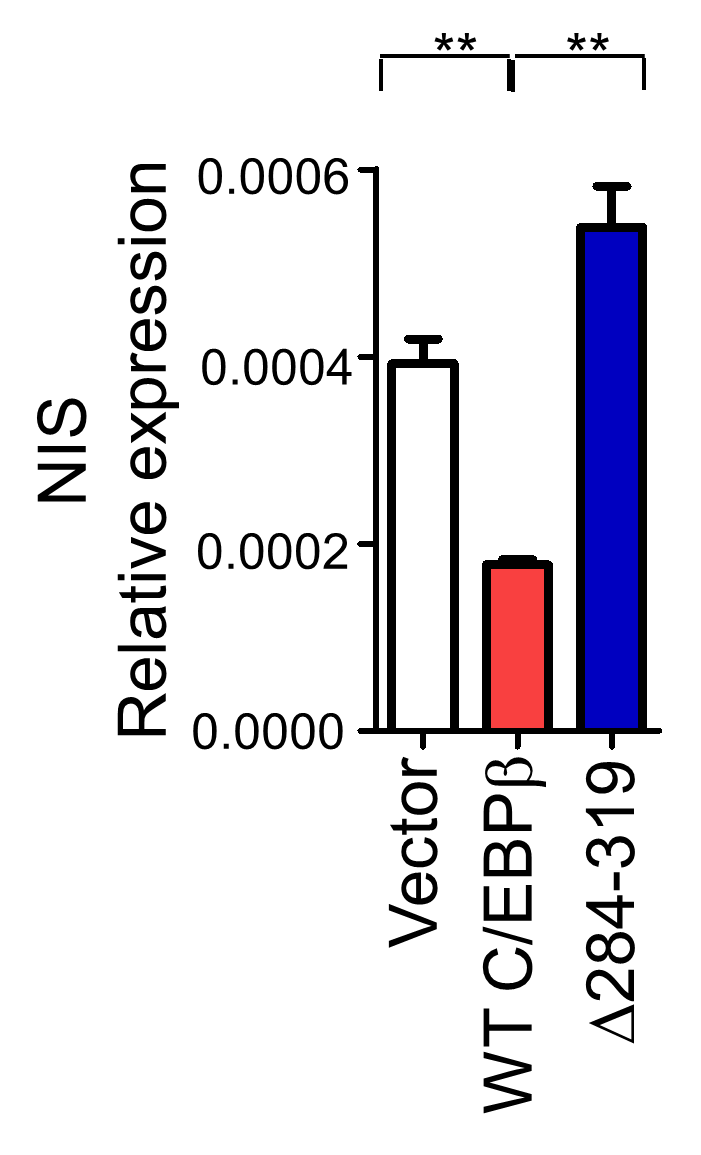 ** **
NIS
Relative expression
0.0006
0.0004
0.0002
0.0000
Vector
WT C/EBPβ
Δ284-319